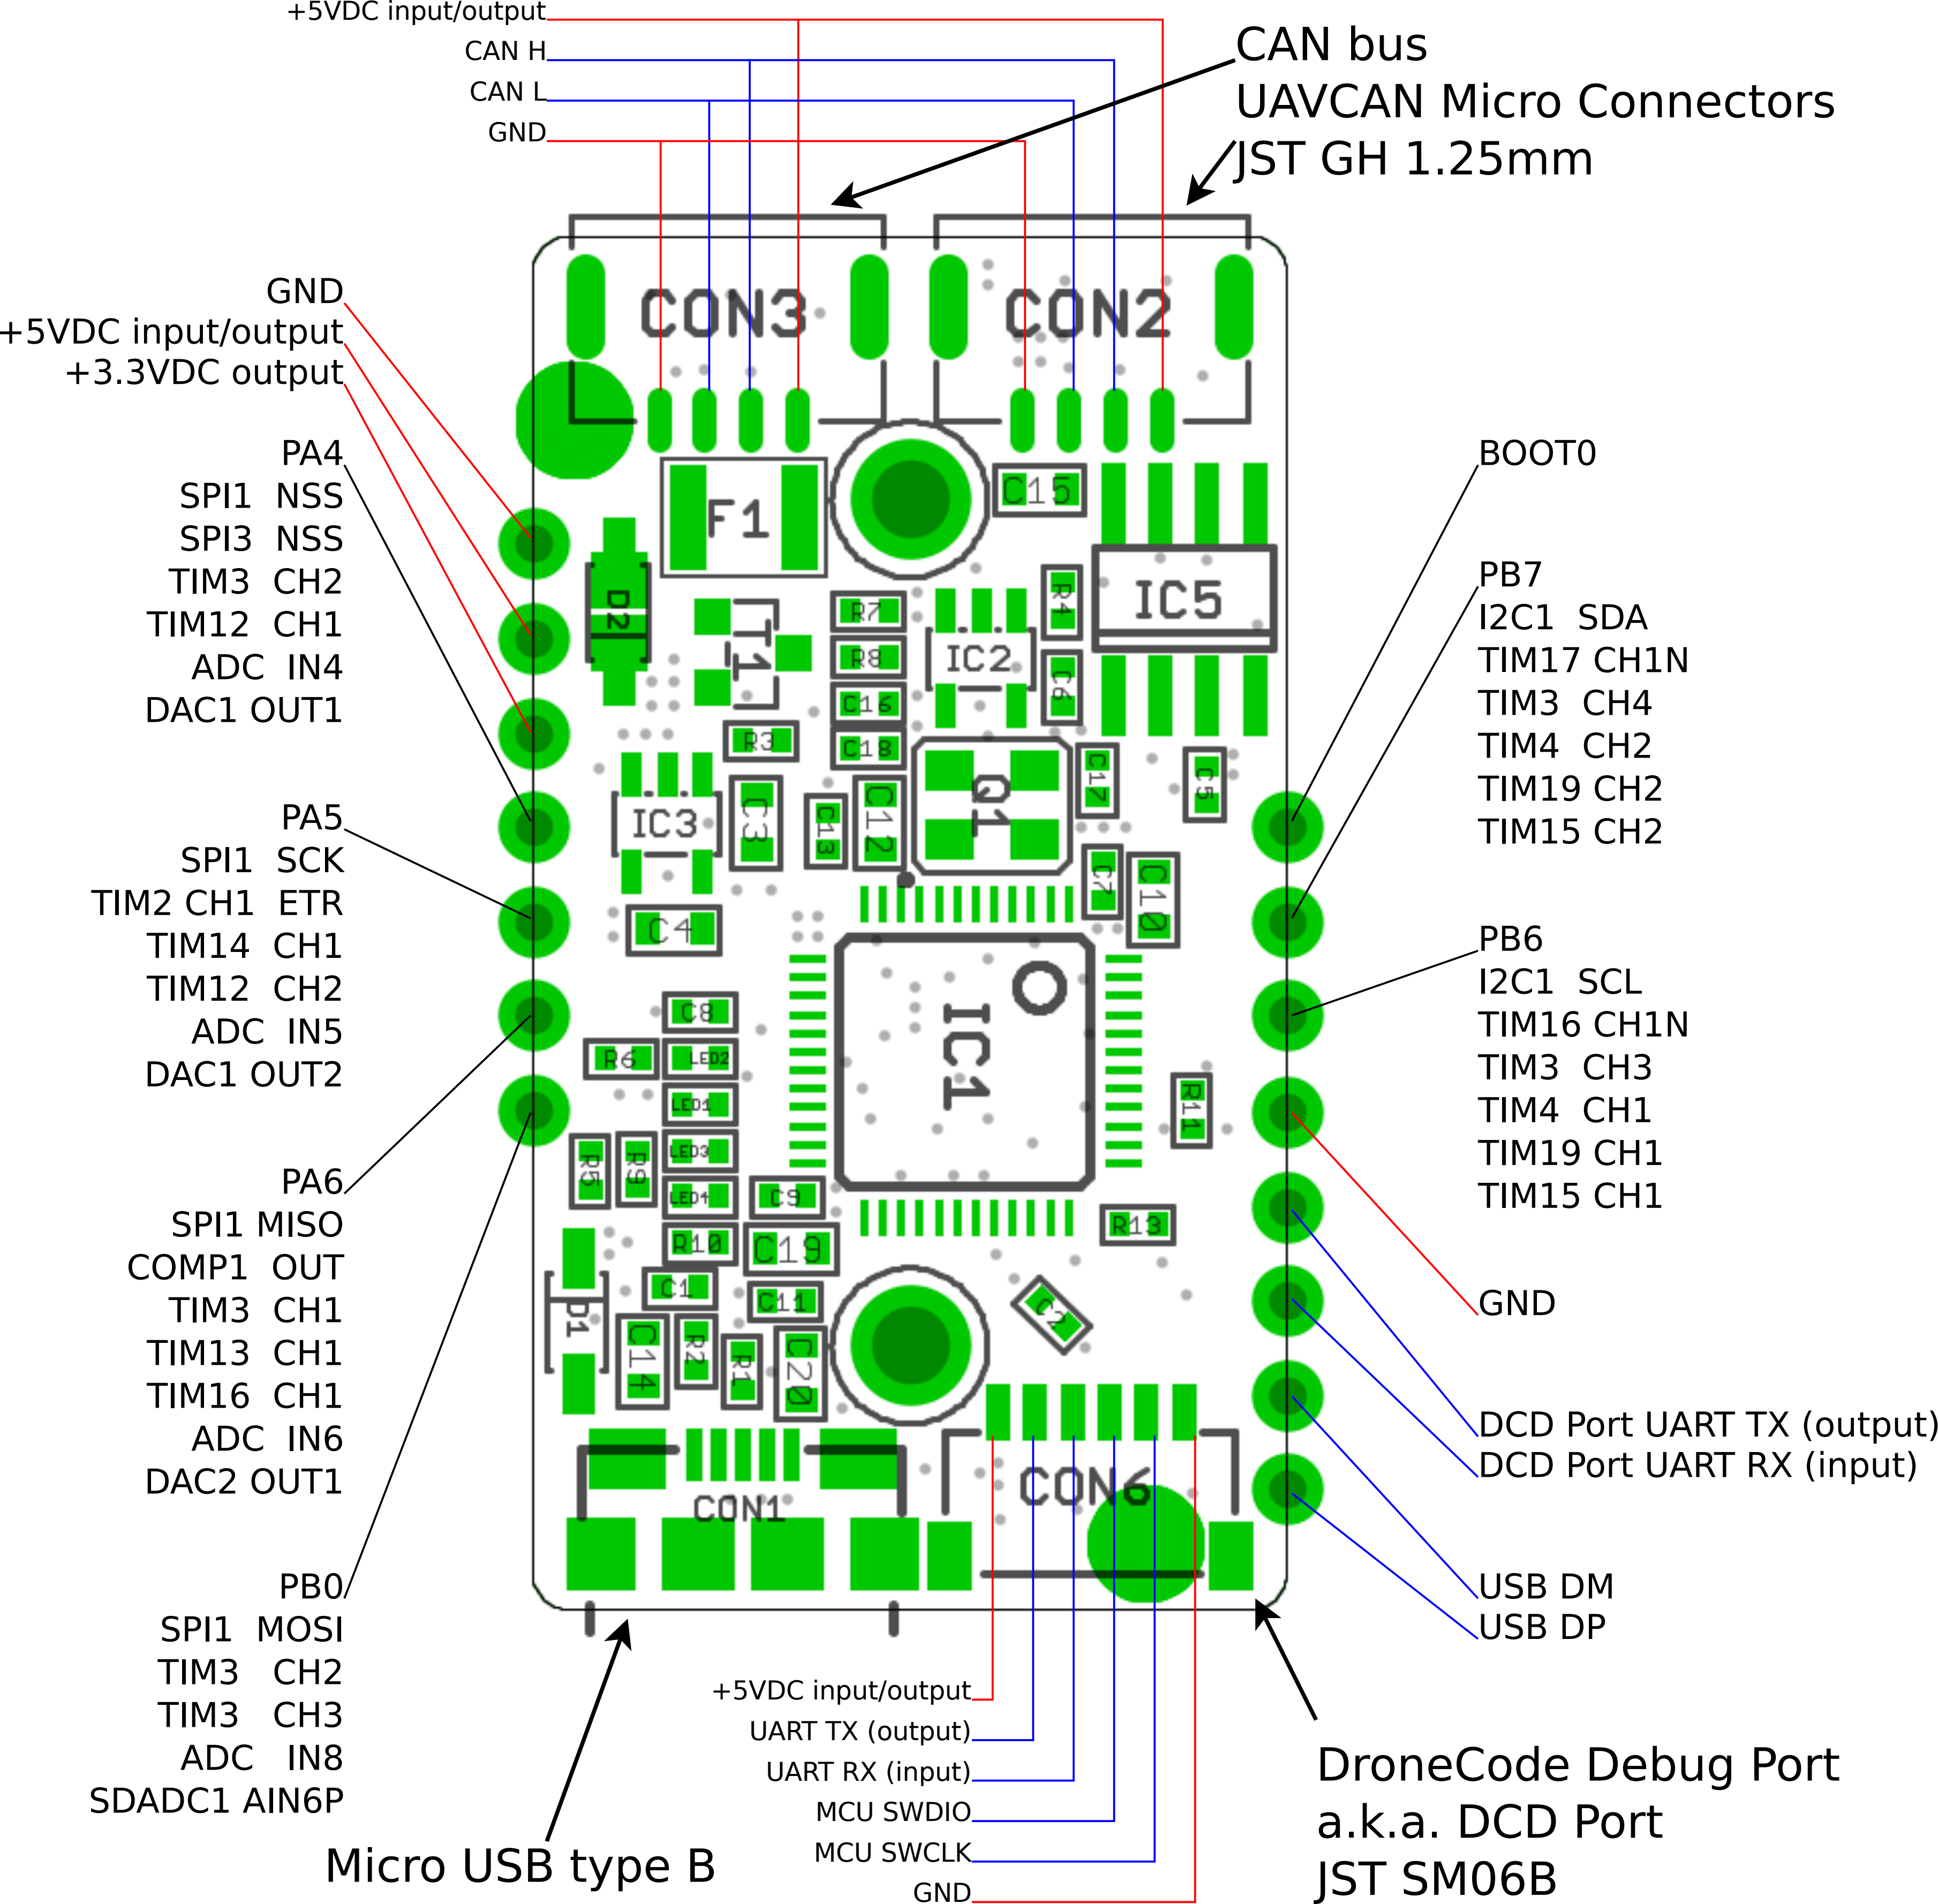 +5VDC input/output
CAN H
CAN L
GND
CAN bus
UAVCAN Micro Connectors
JST GH 1.25mm
GND
+5VDC input/output
+3.3VDC output
PA4
SPI1 NSS
SPI3 NSS
TIM3 CH2
TIM12 CH1
ADC IN4
DAC1 OUT1
PA5
SPI1 SCK
TIM2 CH1 ETR
TIM14 CH1
TIM12 CH2
ADC IN5
DAC1 OUT2
PA6
SPI1 MISO
COMP1 OUT
TIM3 CH1
TIM13 CH1
TIM16 CH1
ADC IN6
DAC2 OUT1
PB0
SPI1 MOSI
TIM3 CH2
TIM3 CH3
ADC IN8
SDADC1 AIN6P
CON3
CON2
F1
C15
D2
T1
R7
R8
C16
C18
IC2
R4
C6
IC5
R3
IC3
C3
C13
C12
Q1
C17
C5
C7
C10
C4
C8
R6
LED2
LED1
LED3
LED4
R5
R9
R10
C9
C19
IC1
R11
R13
C1
C11
D1
C14
R2
R1
C20
C2
CON1
CON6
BOOT0
PB7
I2C1 SDA
TIM17 CH1N
TIM3 CH4
TIM4 CH2
TIM19 CH2
TIM15 CH2
PB6
I2C1 SCL
TIM16 CH1N
TIM3 CH3
TIM4 CH1
TIM19 CH1
TIM15 CH1
GND
DCD Port UART TX (output)
DCD Port UART RX (input)
USB DM
USB DP
+5VDC input/output
UART TX (output)
UART RX (input)
MCU SWDIO
MCU SWCLK
GND
Micro USB type B
DroneCode Debug Port
a.k.a. DCD Port
JST SM06B